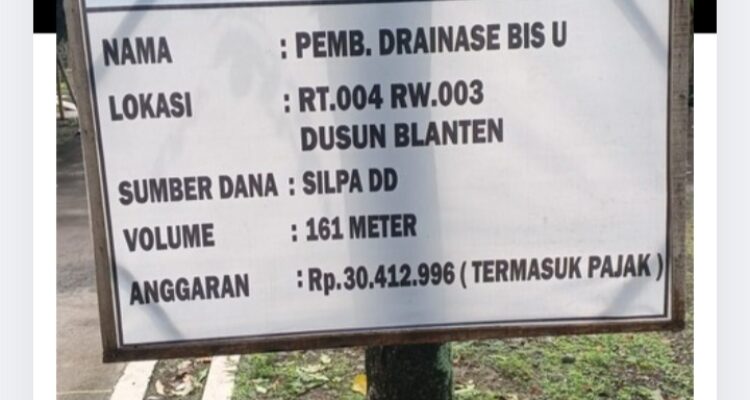 NAMA : PEMB. DRAINASE BIS U
LOKASI : RT.004 RW.003
DUSUN BLANTEN
SUMBER DANA : SILPA DD
VOLUME : 161 METER
ANGGARAN : Rp.30.412.996 ( TERMASUK PAJAK )